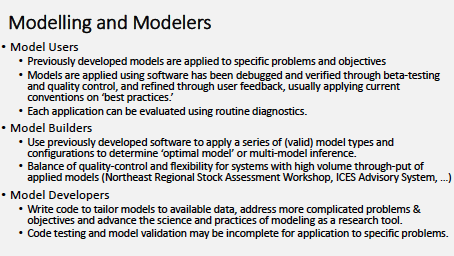 Modelling and Modelers
• Model Users
• Previously developed models are applied to specific problems and objectives
• Models are applied using software has been debugged and verified through beta-testing
and quality control, and refined through user feedback, usually applying current
conventions on ‘best practices.’
• Each application can be evaluated using routine diagnostics.
• Model Builders
• Use previously developed software to apply a series of (valid) model types and
configurations to determine ‘optimal model’ or multi-model inference.
• Balance of quality-control and flexibility for systems with high volume through-put of
applied models (Northeast Regional Stock Assessment Workshop, ICES Advisory System, ...)
• Model Developers
• Write code to tailor models to available data, address more complicated problems &
objectives and advance the science and practices of modeling as a research tool.
• Code testing and model validation may be incomplete for application to specific problems.